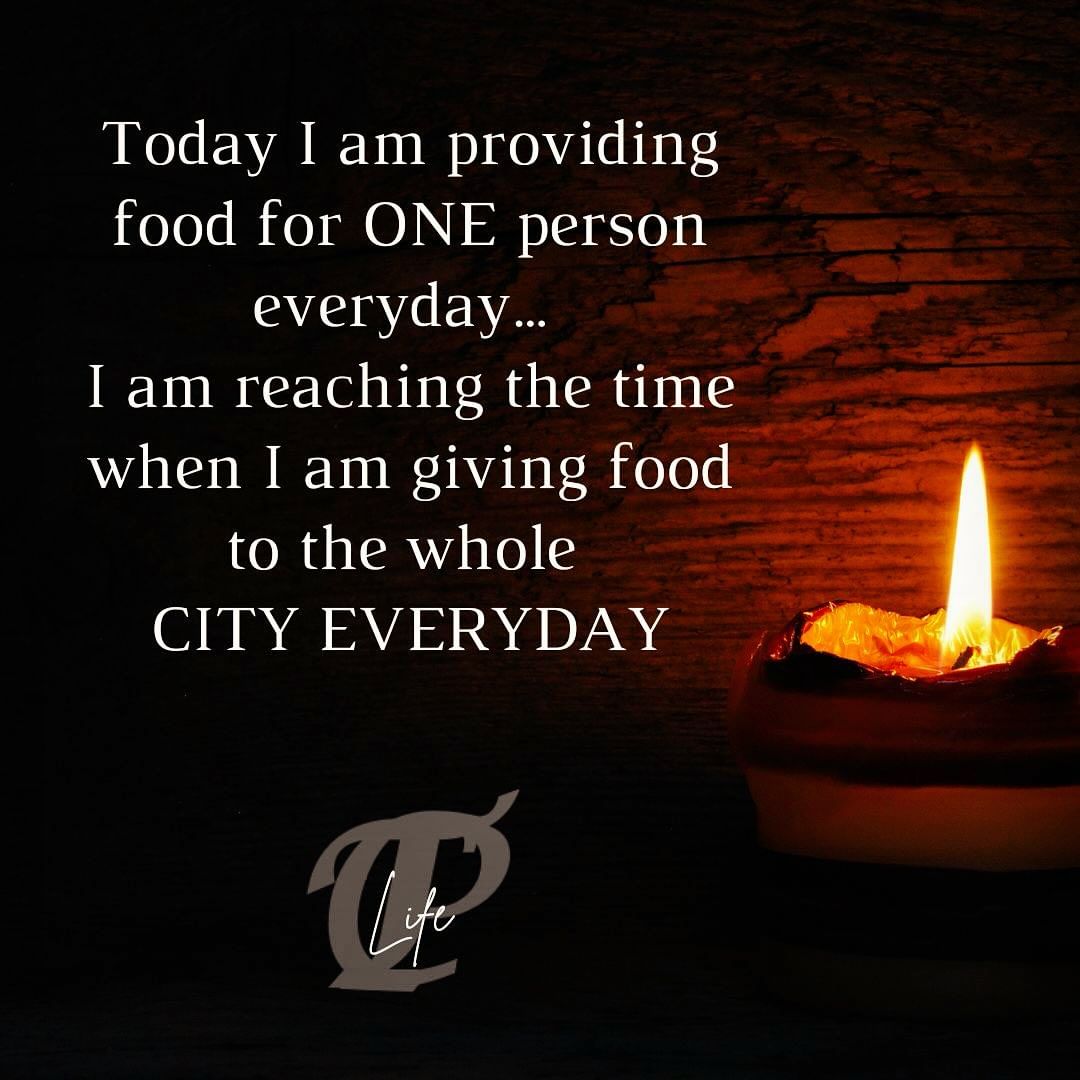 Today I am providing
food for ONE person
everyday...
I am reaching the time
when I am giving food
to the whole
CITY EVERYDAY
Life